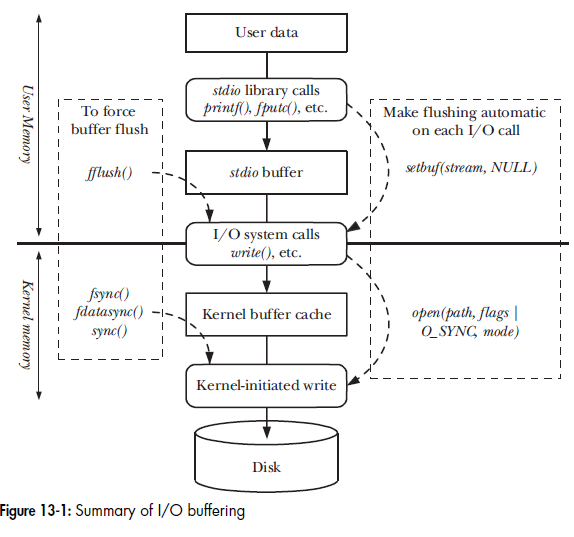 User data
User Memory
stdio library calls
printf(), fputc(), etc.
To force
buffer flush
fflush()
Make flushing automatic
on each I/O call
setbuf(stream, NULL)
stdio buffer
I/O system calls
write(), etc.
Kernel memory
fsync()
fdatasync()
sync()
Kernel buffer cache
open(path, flags |
O_SYNC, mode)
Kernel-initiated write
Disk
Figure 13-1: Summary of I/O buffering